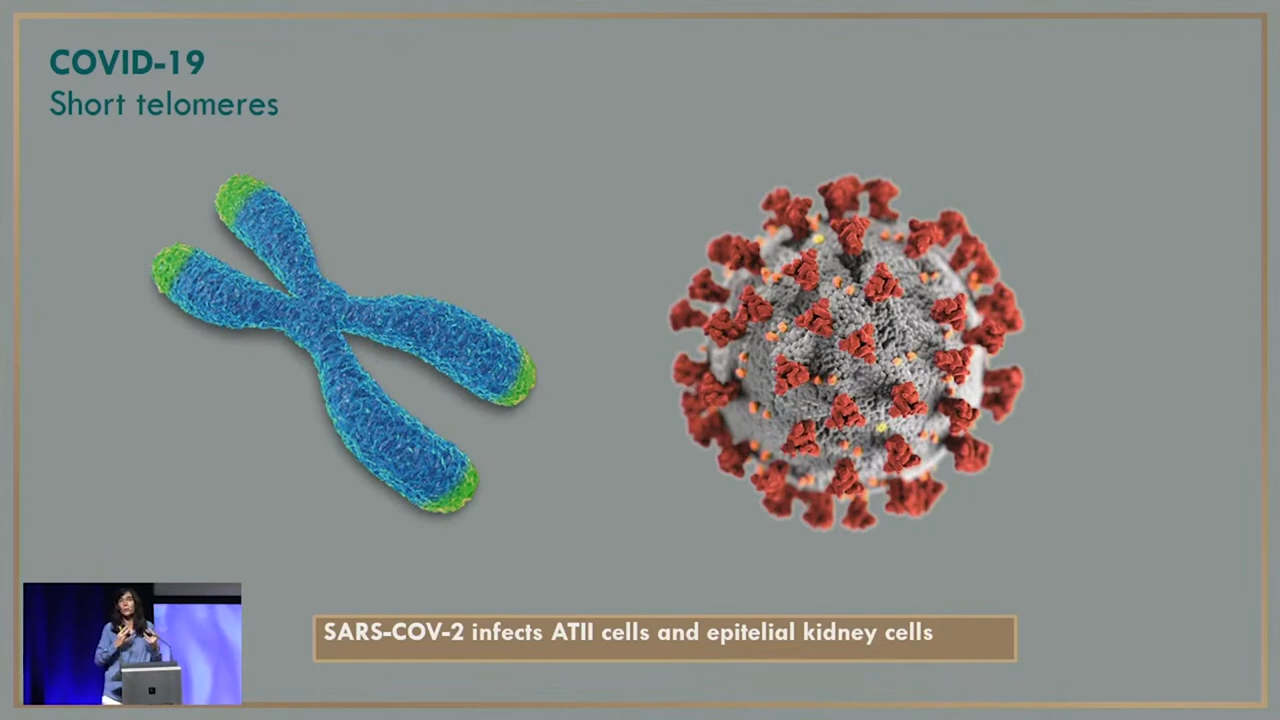 COVID-19
Short telomeres
SARS-COV-2 infects ATII cells and epitelial kidney cells